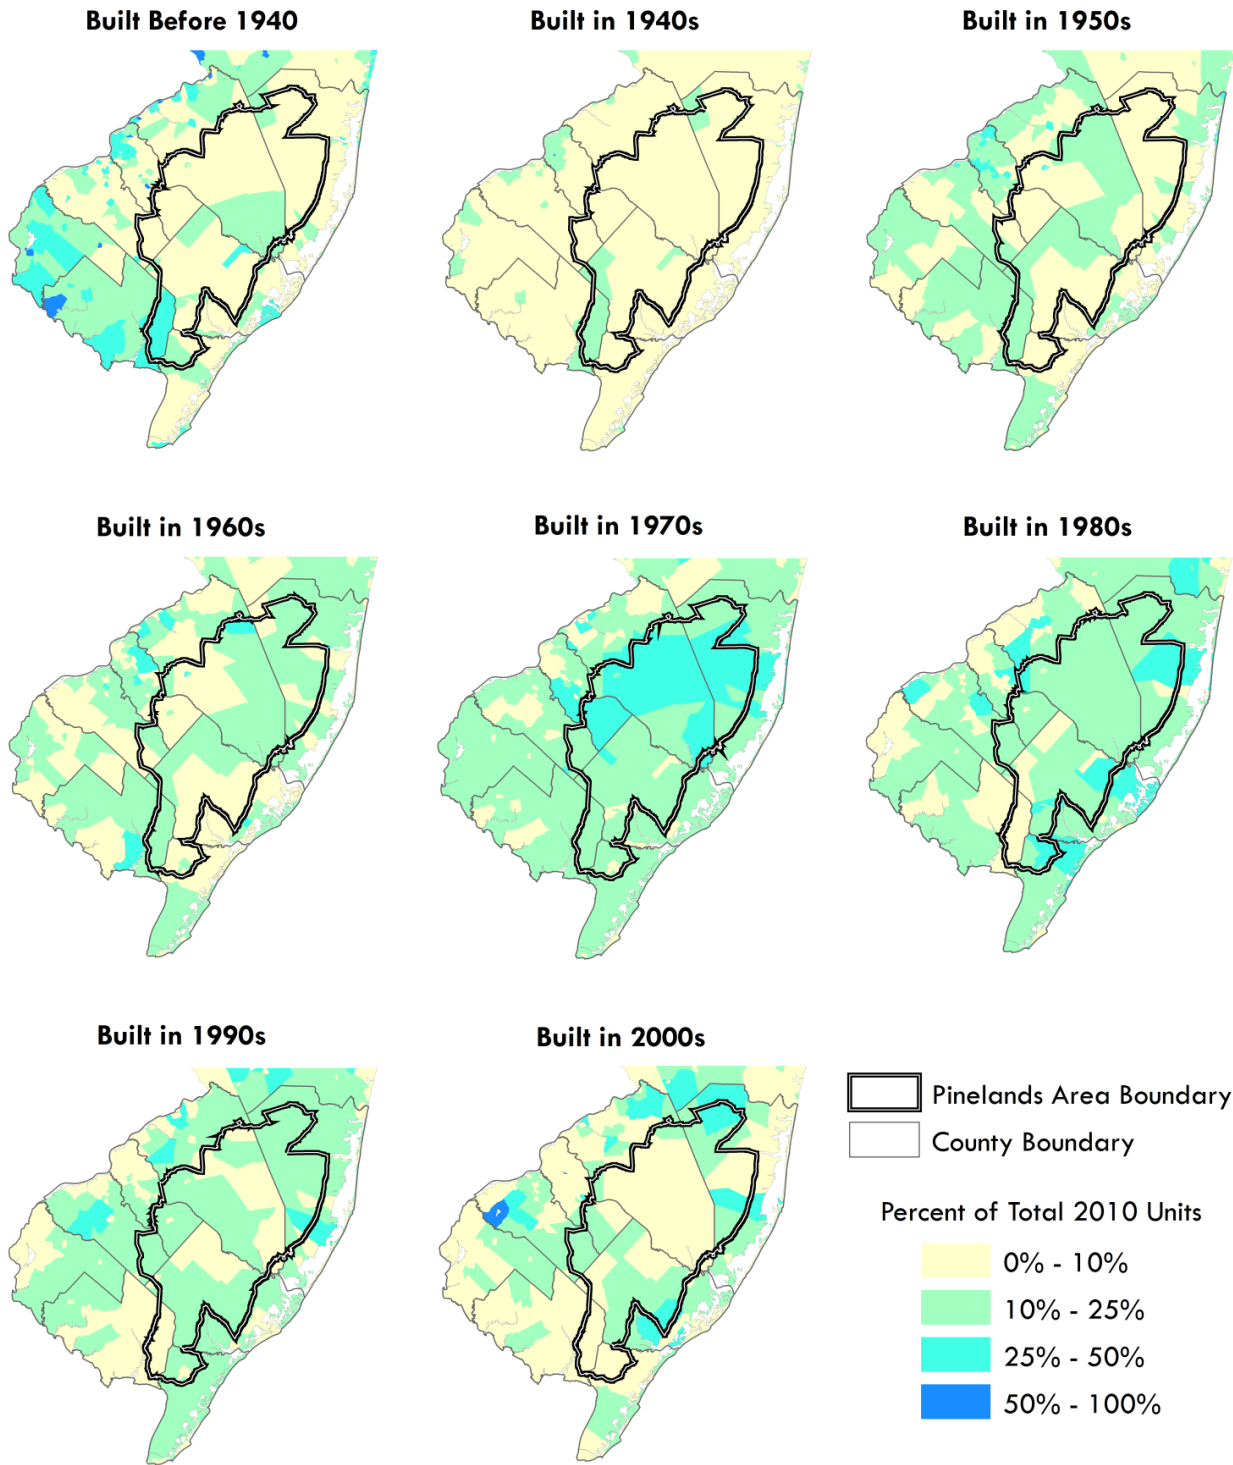 Built Before 1940
Built in 1940s
Built in 1950s
Built in 1960s
Built in 1970s
Built in 1980s
Built in 1990s
Built in 2000s
Pinelands Area Boundary
County Boundary
Percent of Total 2010 Units
0% - 10%
10% - 25%
25% - 50%
50% - 100%